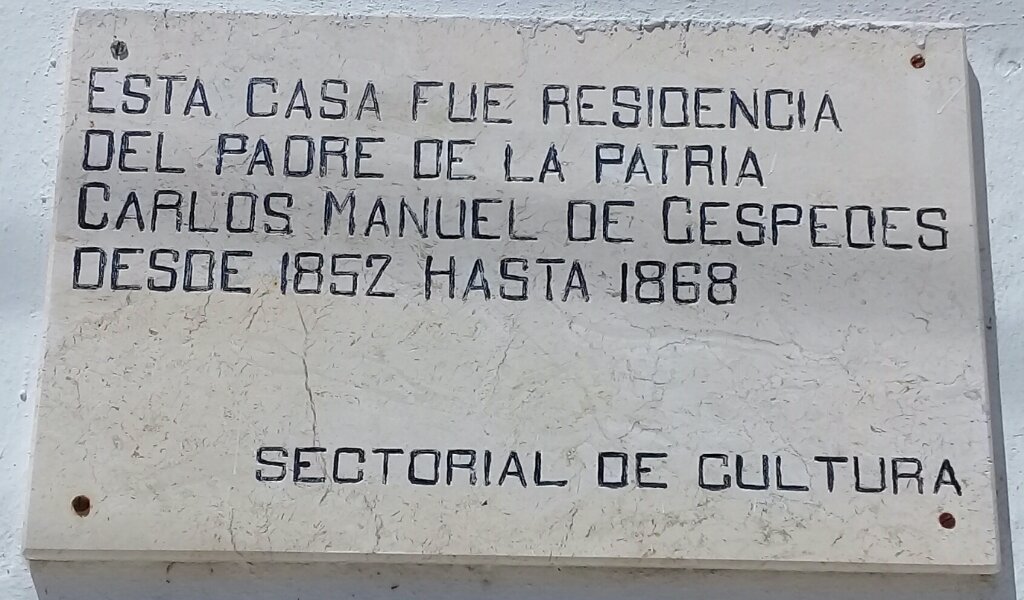 ESTA CASA FUE RESIDENCIA
DEL PADRE DE LA PATRIA
CARLOS MANUEL DE CESPEDES
DESDE 1852 HASTA 1868
SECTORIAL DE CULTURA